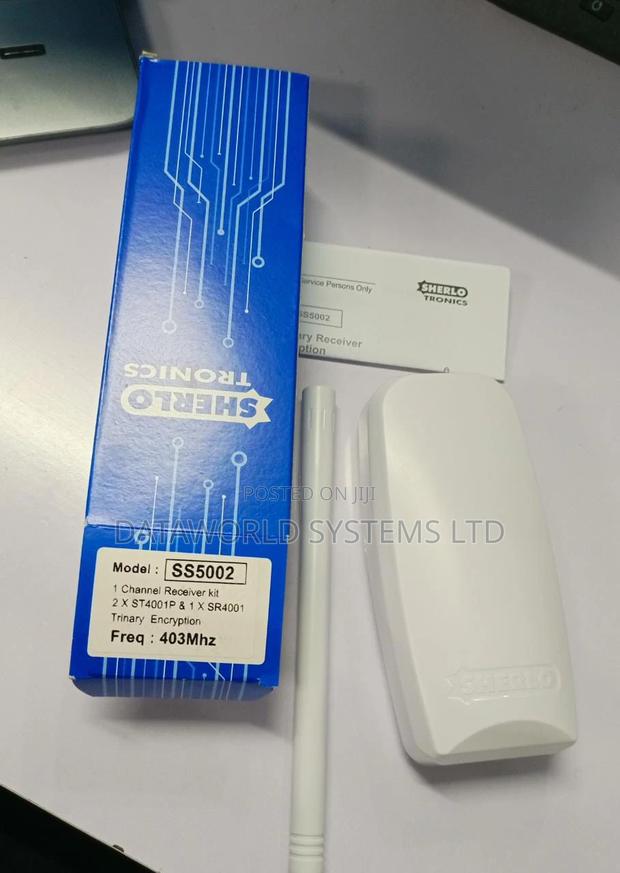 SHERLO
TRONICS
Model : SS5002
1 Channel Receiver kit
2 X ST4001P & 1 X SR4001
Trinary Encryption
Freq : 403Mhz
Service Persons Only
SHERLO
TRONICS
SS5002
Receiver
SHERLO
POSTED ON JIJI
DATAWORLD SYSTEMS LTD